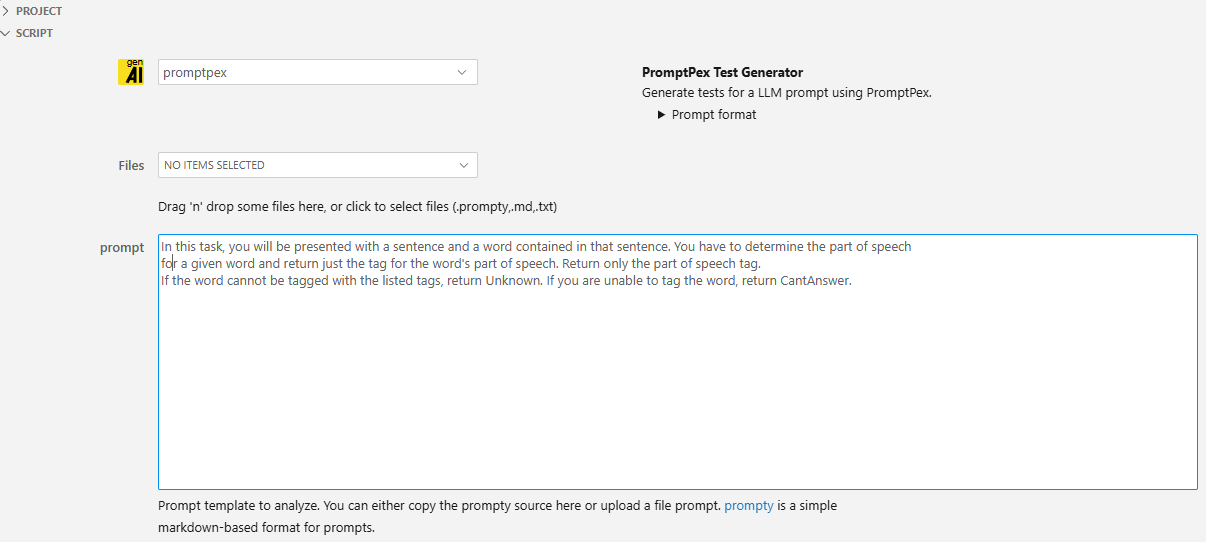 PROJECT
SCRIPT
gen
AI
promptpex
PromptPex Test Generator
Generate tests for a LLM prompt using PromptPex.
Prompt format
Files
NO ITEMS SELECTED
Drag 'n' drop some files here, or click to select files (.prompty,.md,.txt)
prompt
In this task, you will be presented with a sentence and a word contained in that sentence. You have to determine the part of speech
for a given word and return just the tag for the word's part of speech. Return only the part of speech tag.
If the word cannot be tagged with the listed tags, return Unknown. If you are unable to tag the word, return CantAnswer.
Prompt template to analyze. You can either copy the prompty source here or upload a file prompt. prompty is a simple
markdown-based format for prompts.